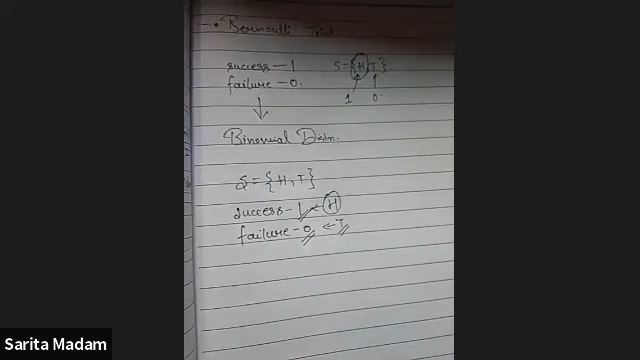 • Bernoulli Trial
success - 1 S = {H, T}
failure - 0. 1 0
Binomial Distn.
S = {H, T}
success - 1 ← H
failure - 0 ← T
Sarita Madam